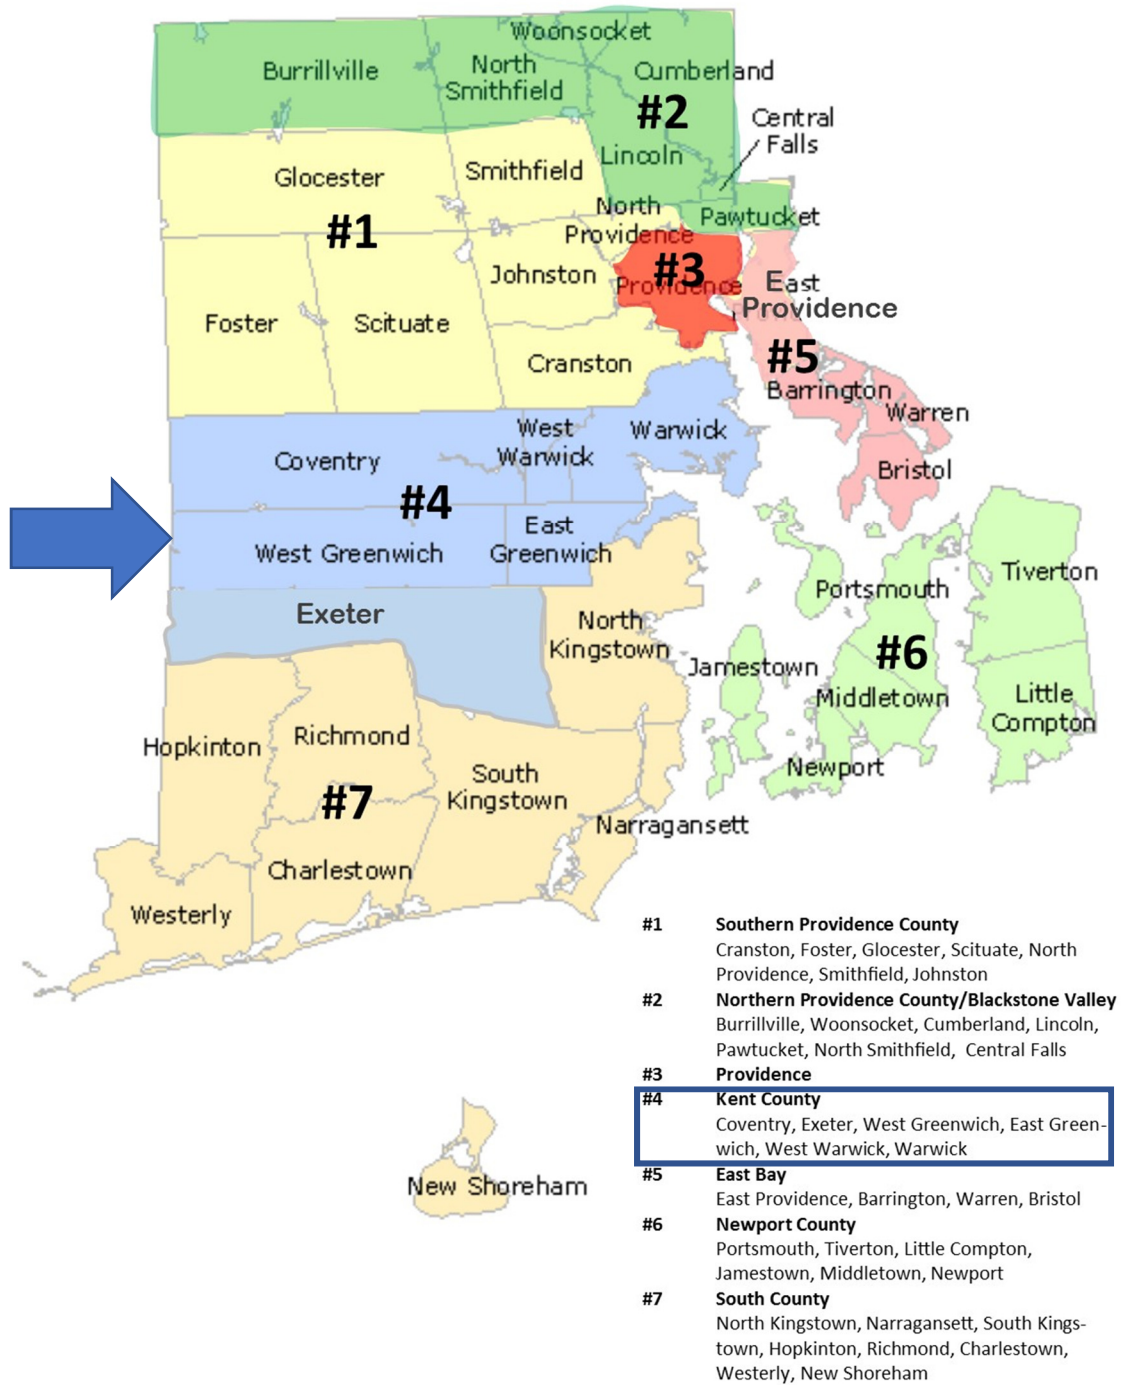 Woonsocket
Burrillville
North
Smithfield
Cumberland
#2
Central
Falls
Lincoln
Glocester
Smithfield
#1
North
Providence
Pawtucket
Johnston
#3
Providence
East
Providence
Foster
Scituate
Cranston
#5
Barrington
Warren
Coventry
West
Warwick
Warwick
Bristol
#4
West Greenwich
East
Greenwich
Exeter
North
Kingstown
Portsmouth
Tiverton
#6
Jamestown
Middletown
Little
Compton
Newport
Hopkinton
Richmond
South
Kingstown
#7
Narragansett
Charlestown
Westerly
New Shoreham
#1 Southern Providence County
Cranston, Foster, Glocester, Scituate, North
Providence, Smithfield, Johnston
#2 Northern Providence County/Blackstone Valley
Burrillville, Woonsocket, Cumberland, Lincoln,
Pawtucket, North Smithfield, Central Falls
#3 Providence
#4 Kent County
Coventry, Exeter, West Greenwich, East Green-
wich, West Warwick, Warwick
#5 East Bay
East Providence, Barrington, Warren, Bristol
#6 Newport County
Portsmouth, Tiverton, Little Compton,
Jamestown, Middletown, Newport
#7 South County
North Kingstown, Narragansett, South Kings-
town, Hopkinton, Richmond, Charlestown,
Westerly, New Shoreham